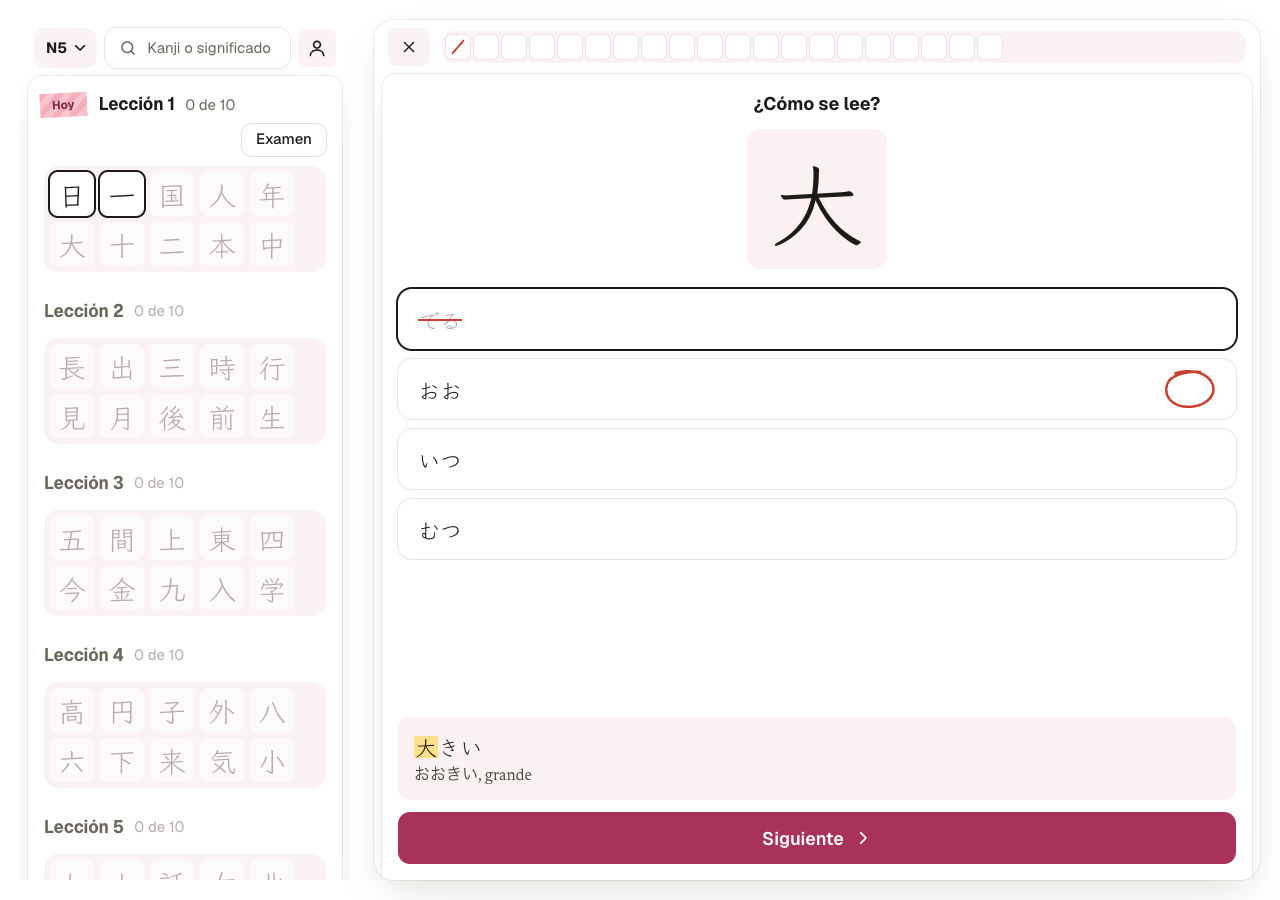 N5
Kanji o significado
Hoy
Lección 1 0 de 10
Examen
日 一 国 人 年
大 十 二 本 中
Lección 2 0 de 10
長 出 三 時 行
見 月 後 前 生
Lección 3 0 de 10
五 間 上 東 四
今 金 九 入 学
Lección 4 0 de 10
高 円 子 外 八
六 下 来 気 小
Lección 5 0 de 10
¿Cómo se lee?
大
でる
おお
いつ
むつ
大きい
おおきい, grande
Siguiente